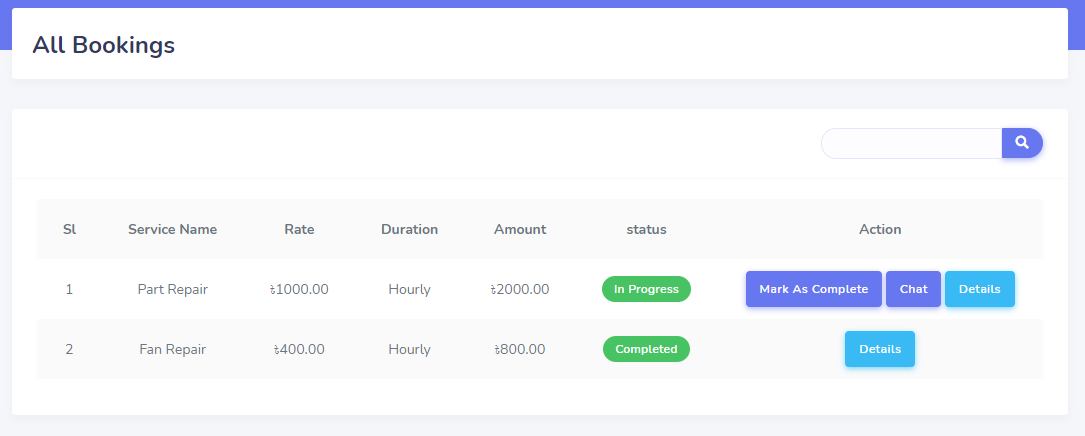 All Bookings
Sl Service Name Rate Duration Amount status Action
1 Part Repair ৳1000.00 Hourly ৳2000.00 In Progress Mark As Complete Chat Details
2 Fan Repair ৳400.00 Hourly ৳800.00 Completed Details